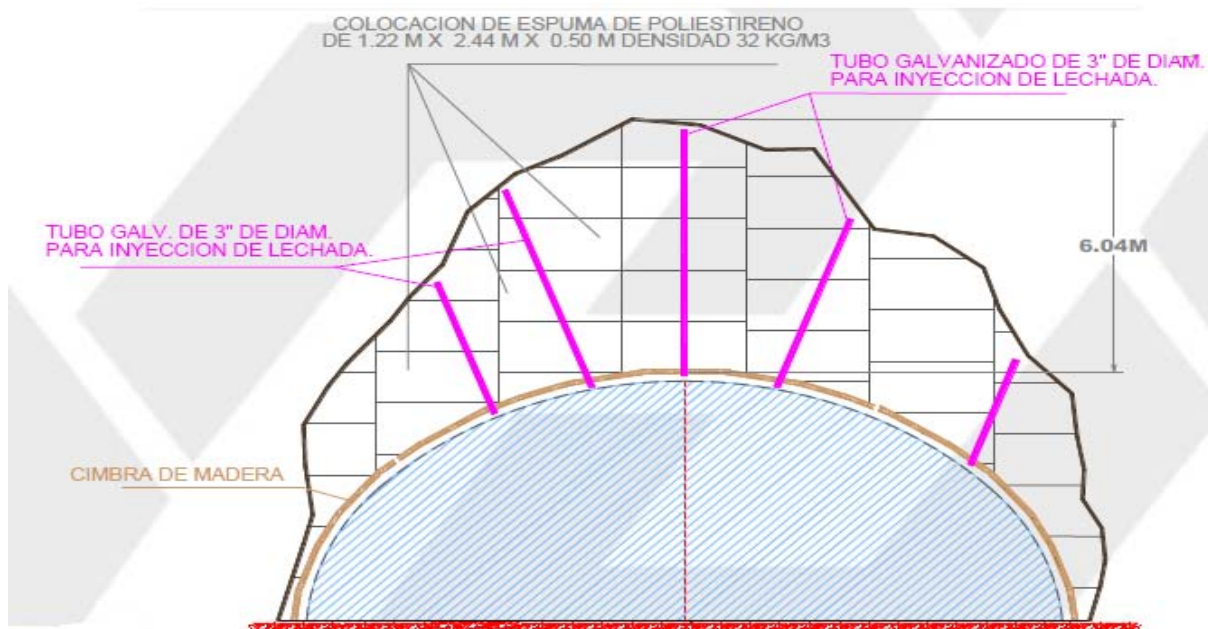 COLOCACION DE ESPUMA DE POLIESTIRENO
DE 1.22 M X 2.44 M X 0.50 M DENSIDAD 32 KG/M3
TUBO GALVANIZADO DE 3" DE DIAM.
PARA INYECCION DE LECHADA.
TUBO GALV. DE 3" DE DIAM.
PARA INYECCION DE LECHADA.
6.04M
CIMBRA DE MADERA